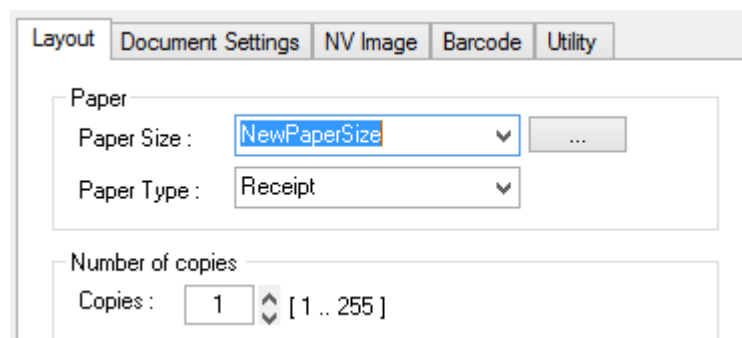 Layout Document Settings NV Image Barcode Utility
Paper
Paper Size : NewPaperSize ...
Paper Type : Receipt
Number of copies
Copies : 1 [ 1 .. 255 ]